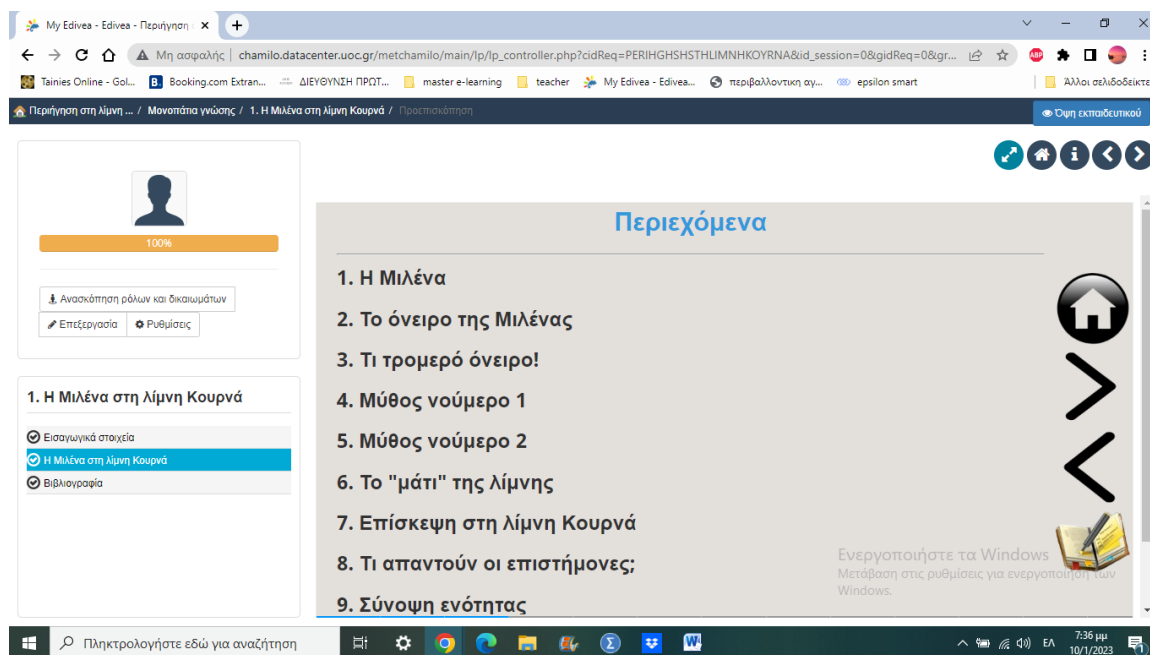 My Edivea - Edivea - Περιήγηση σ
Μη ασφαλής | chamilo.datacenter.uoc.gr/metchamilo/main/lp/lp_controller.php?cidReq=PERIHGHSHSTHLIMNHKOYRNA&id_session=0&gidReq=0&gr...
ABP
Tainies Online - Gol... B. Booking.com Extran... ΔΙΕΥΘΥΝΣΗ ΠΡΩΤ... master e-learning teacher My Edivea - Edivea... περιβαλλοντικη αγ... epsilon smart Άλλοι σελιδοδείκτε
Περιήγηση στη λίμνη ... / Μονοπάτια γνώσης / 1. Η Μιλένα στη λίμνη Κουρνά / Προεπισκόπηση
Όψη εκπαιδευτικού
100%
Ανασκόπηση ρόλων και δικαιωμάτων
Επεξεργασία Ρυθμίσεις
1. Η Μιλένα στη λίμνη Κουρνά
Εισαγωγικά στοιχεία
Η Μιλένα στη λίμνη Κουρνά
Βιβλιογραφία
Περιεχόμενα
1. Η Μιλένα
2. Το όνειρο της Μιλένας
3. Τι τρομερό όνειρο!
4. Μύθος νούμερο 1
5. Μύθος νούμερο 2
6. Το "μάτι" της λίμνης
7. Επίσκεψη στη λίμνη Κουρνά
8. Τι απαντούν οι επιστήμονες;
9. Σύνοψη ενότητας
Ενεργοποιήστε τα Windows
Μετάβαση στις ρυθμίσεις για ενεργοποίηση των
Windows.
Πληκτρολογήστε εδώ για αναζήτηση
ΕΛ
7:36 μμ
10/1/2023